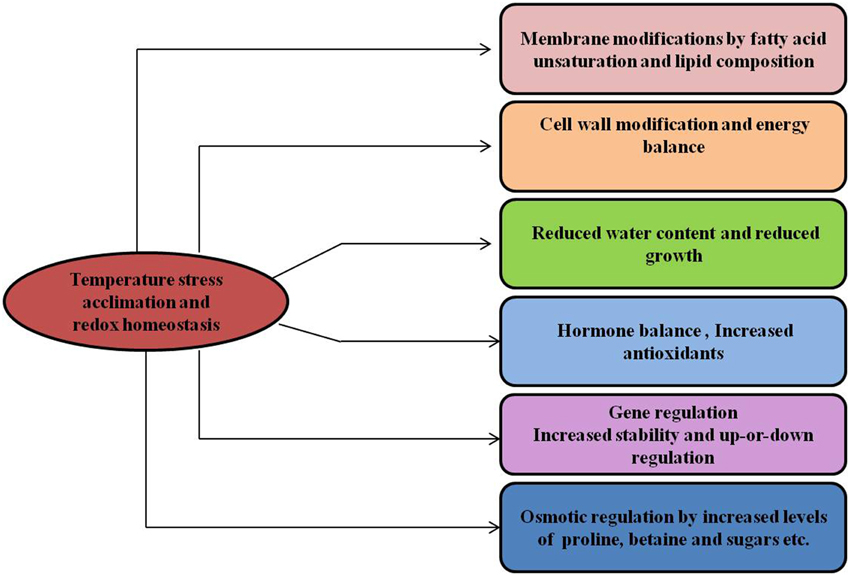 Membrane modifications by fatty acid
unsaturation and lipid composition
Cell wall modification and energy
balance
Reduced water content and reduced
growth
Temperature stress
acclimation and
redox homeostasis
Hormone balance , Increased
antioxidants
Gene regulation
Increased stability and up-or-down
regulation
Osmotic regulation by increased levels
of proline, betaine and sugars etc.